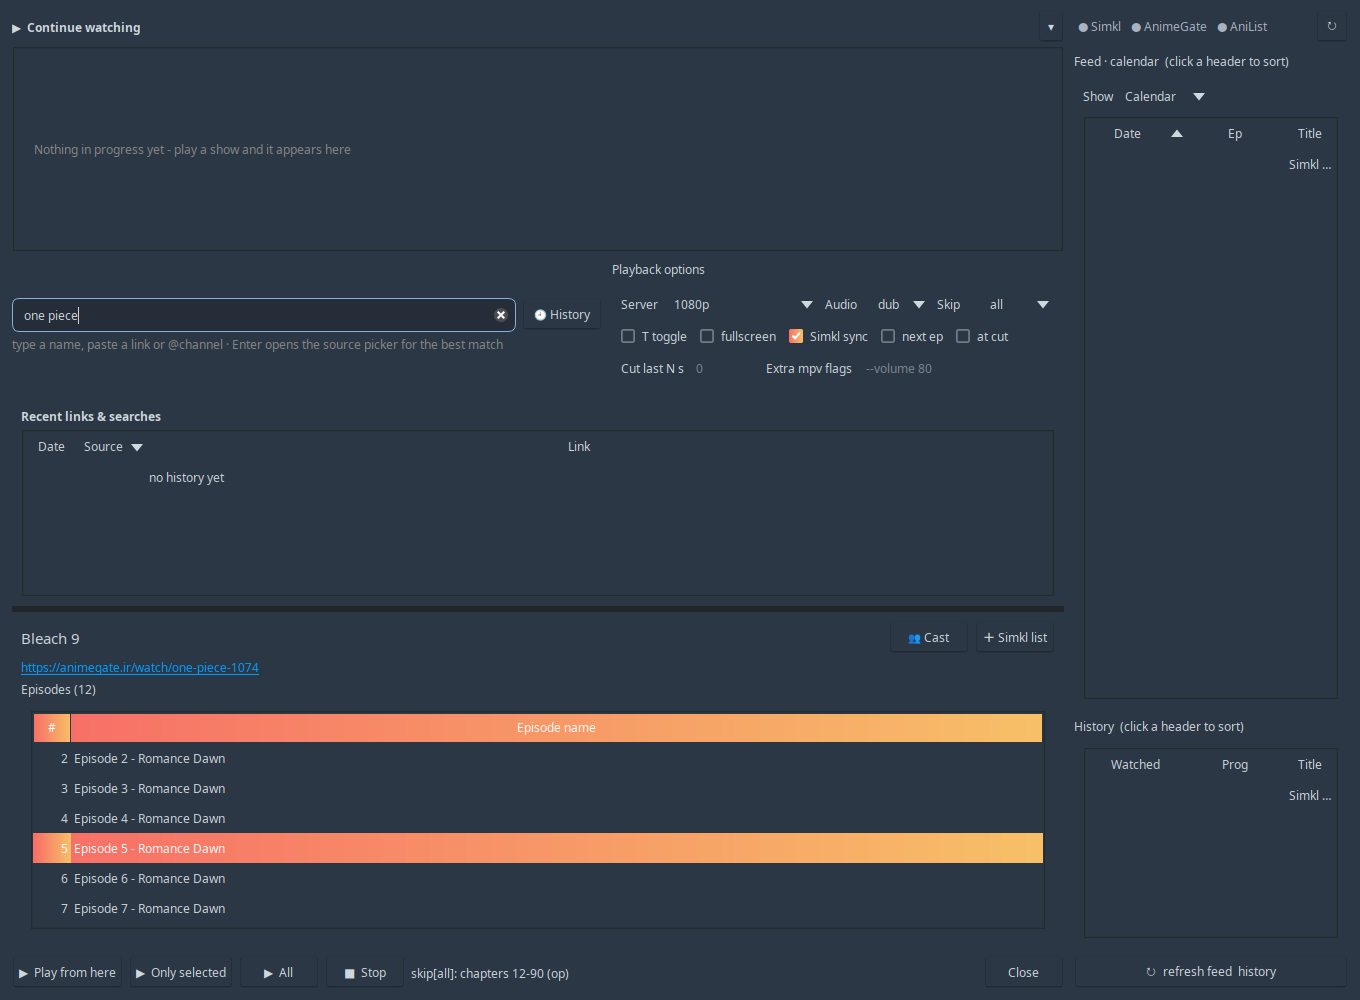 ▶ Continue watching
▼
● Simkl ● AnimeGate ● AniList ↻
Feed · calendar (click a header to sort)
Show Calendar
Date Ep Title
Simkl ...
Nothing in progress yet - play a show and it appears here
Playback options
one piece
History
Server 1080p Audio dub Skip all
type a name, paste a link or @channel · Enter opens the source picker for the best match
T toggle fullscreen Simkl sync next ep at cut
Cut last N s 0 Extra mpv flags --volume 80
Recent links & searches
Date Source Link
no history yet
Bleach 9
Cast
+ Simkl list
https://animegate.ir/watch/one-piece-1074
Episodes (12)
# Episode name
2 Episode 2 - Romance Dawn
3 Episode 3 - Romance Dawn
4 Episode 4 - Romance Dawn
5 Episode 5 - Romance Dawn
6 Episode 6 - Romance Dawn
7 Episode 7 - Romance Dawn
History (click a header to sort)
Watched Prog Title
Simkl ...
▶ Play from here ▶ Only selected ▶ All ■ Stop skip[all]: chapters 12-90 (op) Close
↻ refresh feed history